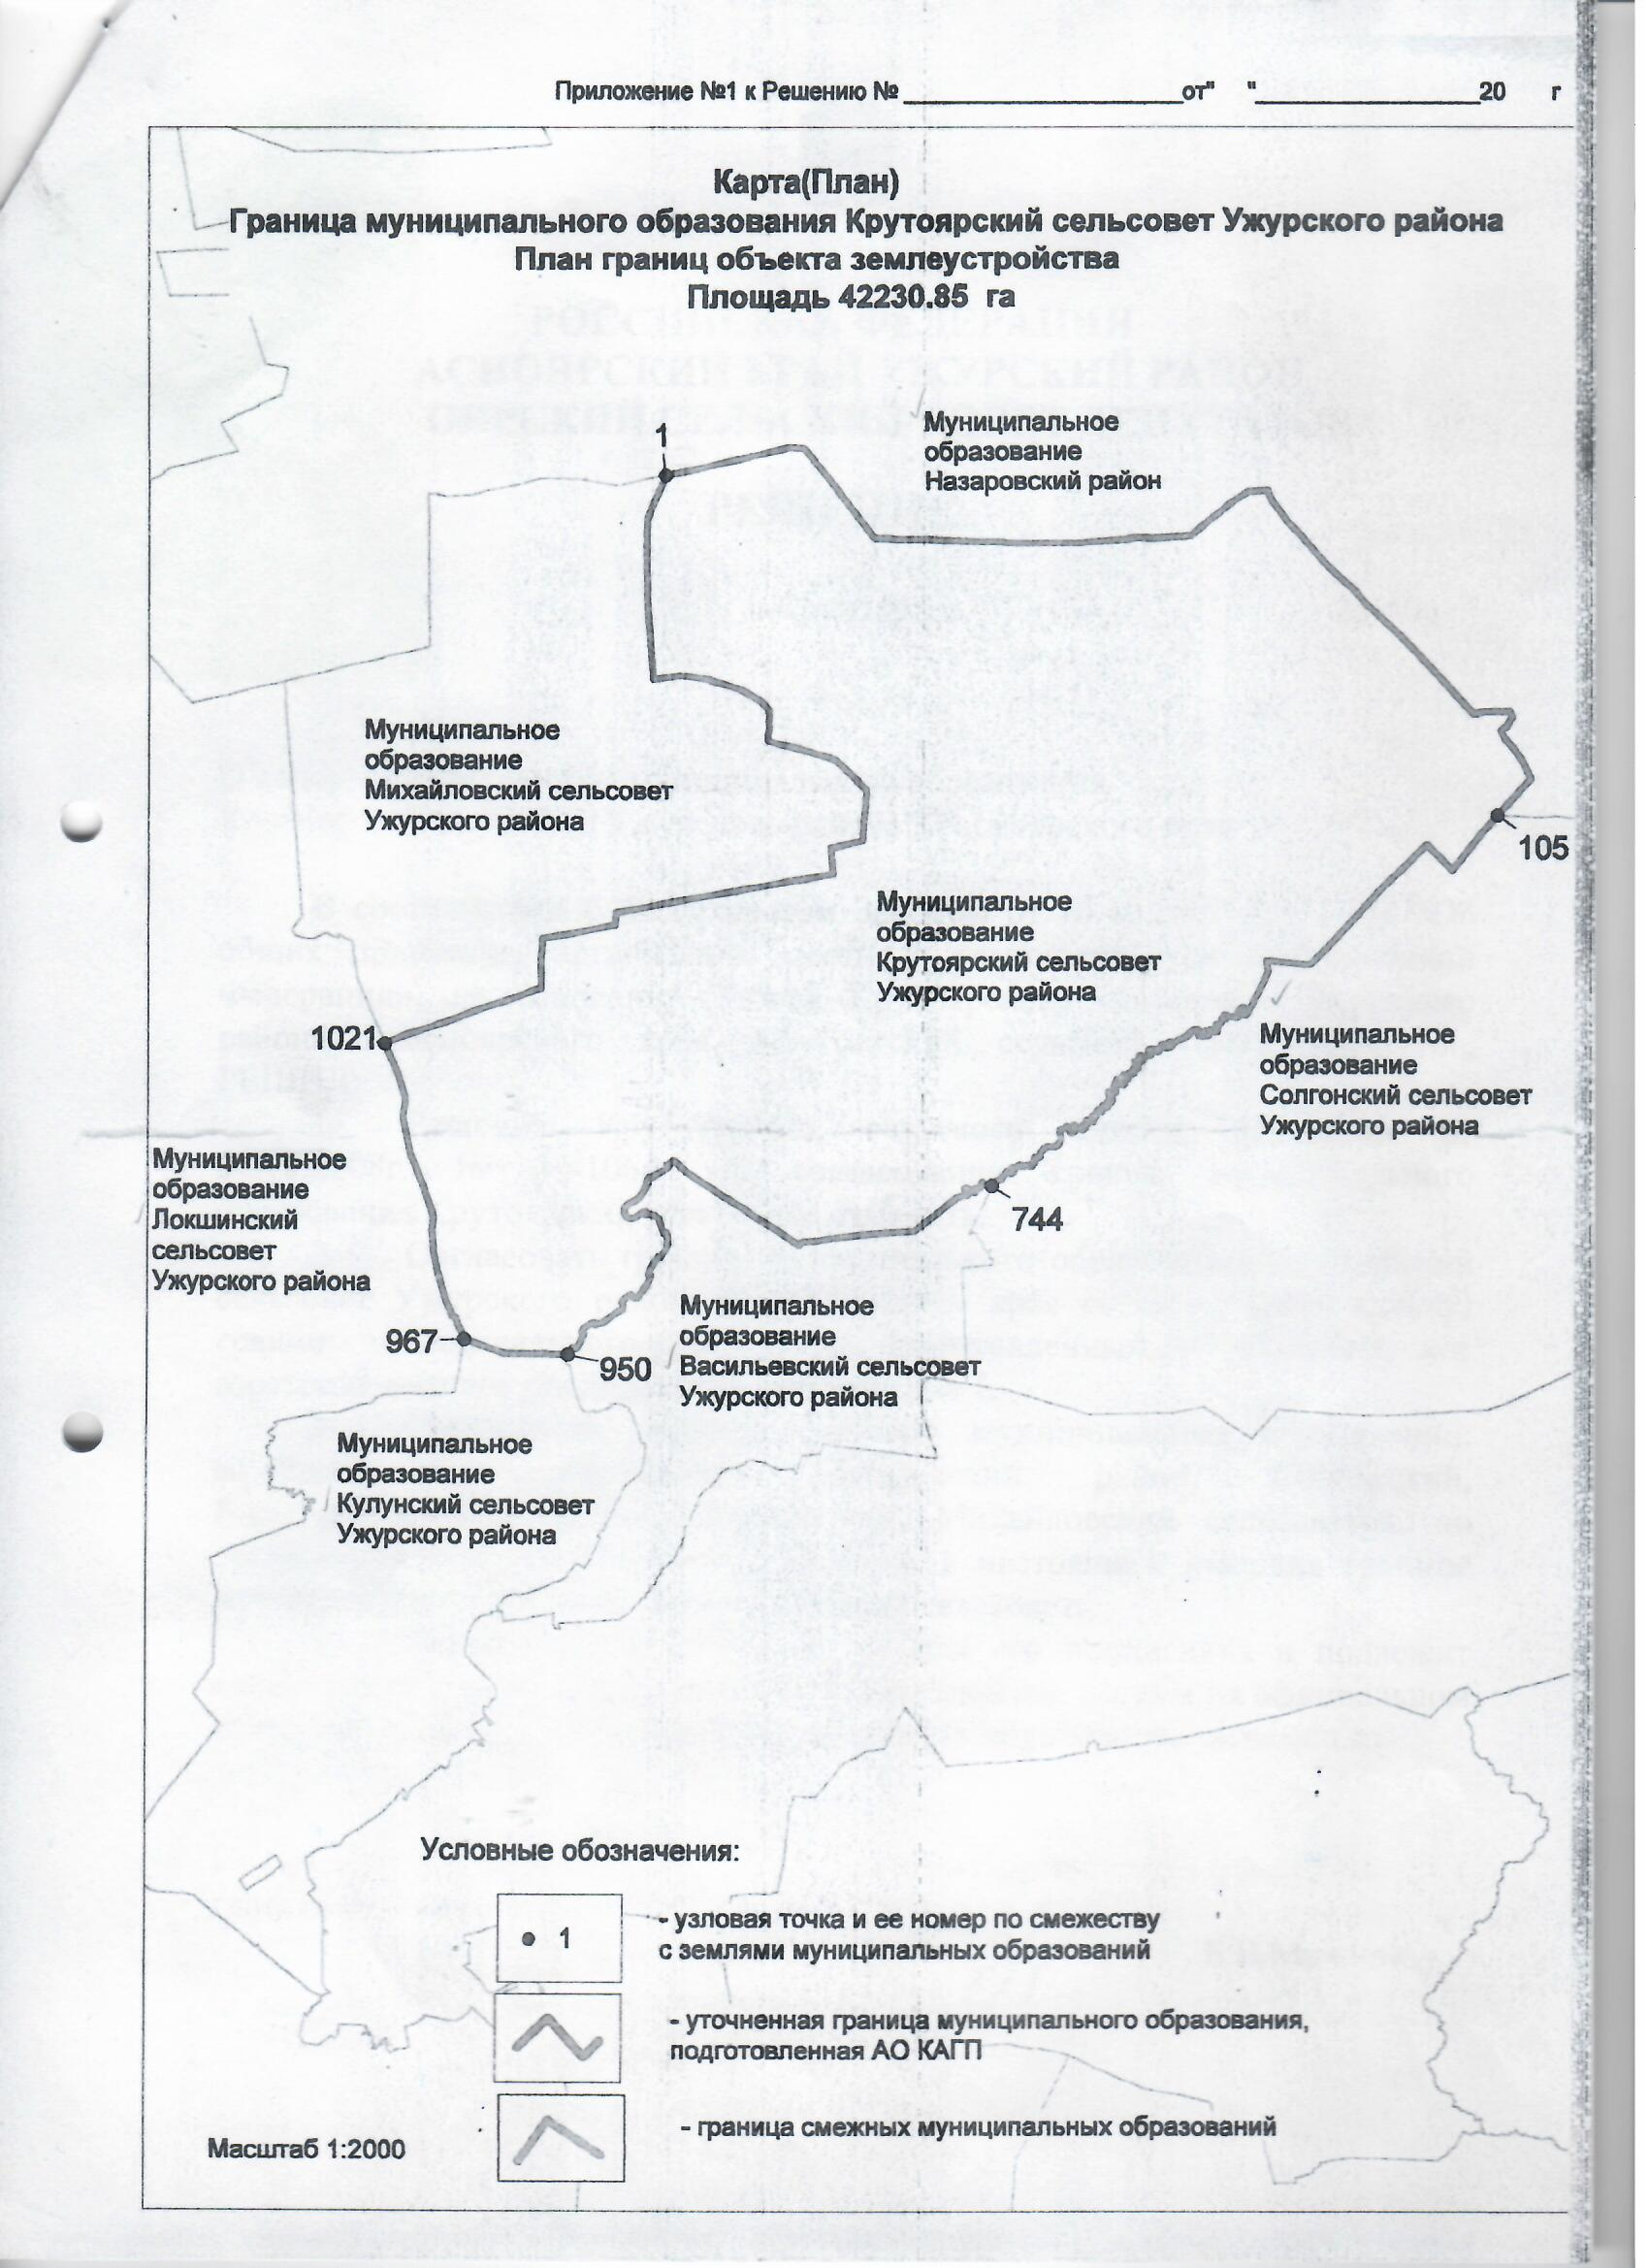 Приложение №1 к Решению № ____________________от" "________________20 г
Карта(План)
Граница муниципального образования Крутоярский сельсовет Ужурского района
План границ объекта землеустройства
Площадь 42230.85 га
1
Муниципальное
образование
Назаровский район
Муниципальное
образование
Михайловский сельсовет
Ужурского района
105
Муниципальное
образование
Крутоярский сельсовет
Ужурского района
1021
Муниципальное
образование
Солгонский сельсовет
Ужурского района
Муниципальное
образование
Локшинский
сельсовет
Ужурского района
744
967
950
Муниципальное
образование
Васильевский сельсовет
Ужурского района
Муниципальное
образование
Кулунский сельсовет
Ужурского района
Условные обозначения:
1
- узловая точка и ее номер по смежеству
с землями муниципальных образований
- уточненная граница муниципального образования,
подготовленная АО КАГП
- граница смежных муниципальных образований
Масштаб 1:2000